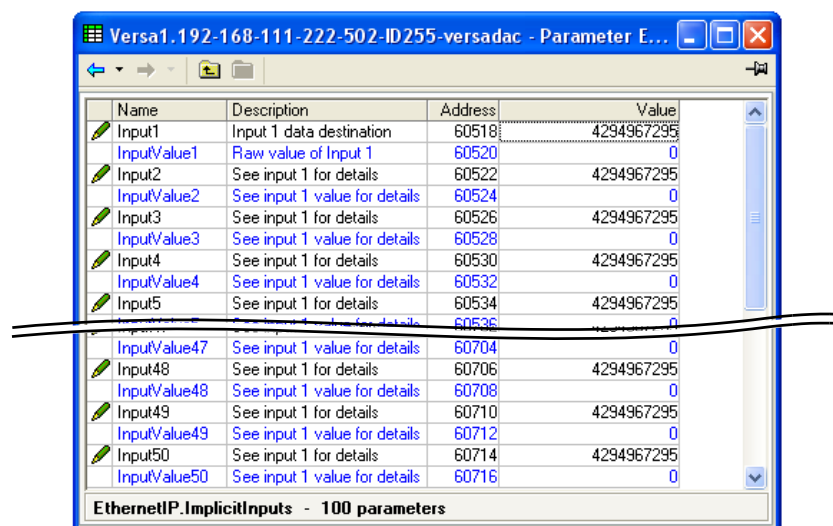 Versa1.192-168-111-222-502-ID255-versadac - Parameter E...
Name Description Address Value
Input1 Input 1 data destination 60518 4294967295
InputValue1 Raw value of Input 1 60520 0
Input2 See input 1 for details 60522 4294967295
InputValue2 See input 1 value for details 60524 0
Input3 See input 1 for details 60526 4294967295
InputValue3 See input 1 value for details 60528 0
Input4 See input 1 for details 60530 4294967295
InputValue4 See input 1 value for details 60532 0
Input5 See input 1 for details 60534 4294967295
60536 0
InputValue47 See input 1 value for details 60704 0
Input48 See input 1 for details 60706 4294967295
InputValue48 See input 1 value for details 60708 0
Input49 See input 1 for details 60710 4294967295
InputValue49 See input 1 value for details 60712 0
Input50 See input 1 for details 60714 4294967295
InputValue50 See input 1 value for details 60716 0
EthernetIP.ImplicitInputs - 100 parameters